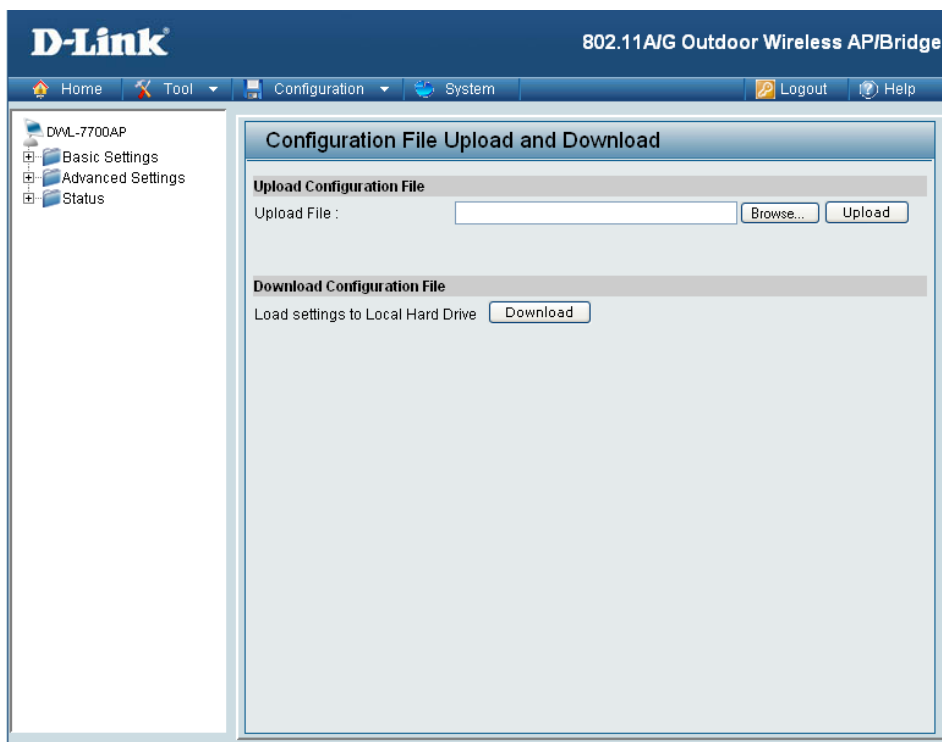 D-Link
802.11A/G Outdoor Wireless AP/Bridge
Home Tool Configuration System Logout Help
DWL-7700AP
Basic Settings
Advanced Settings
Status
Configuration File Upload and Download
Upload Configuration File
Upload File : Browse... Upload
Download Configuration File
Load settings to Local Hard Drive Download